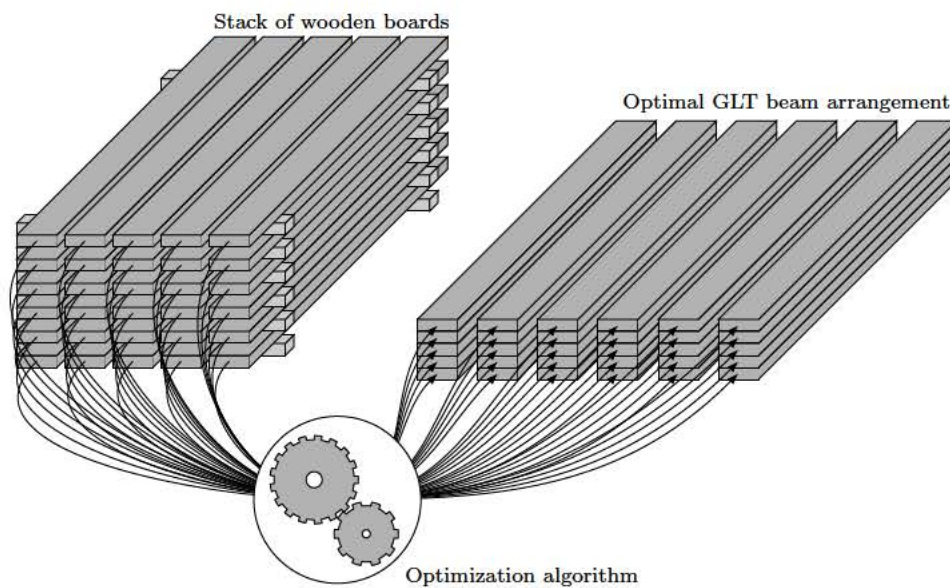 Stack of wooden boards
Optimal GLT beam arrangement
Optimization algorithm